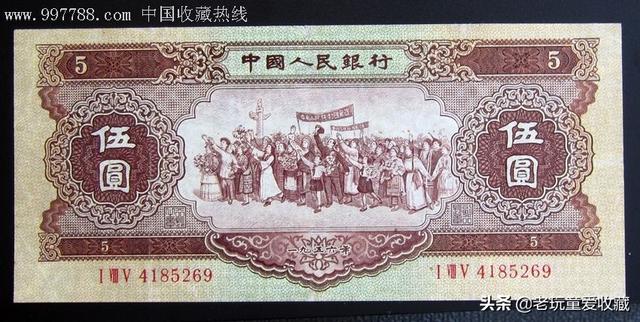 www.997788.com 中国收藏热线
5 中國人民銀行 5
伍圓 伍圓
一九五六年
5 5
I VIII V 4185269 I VIII V 4185269
头条 @老玩童爱收藏